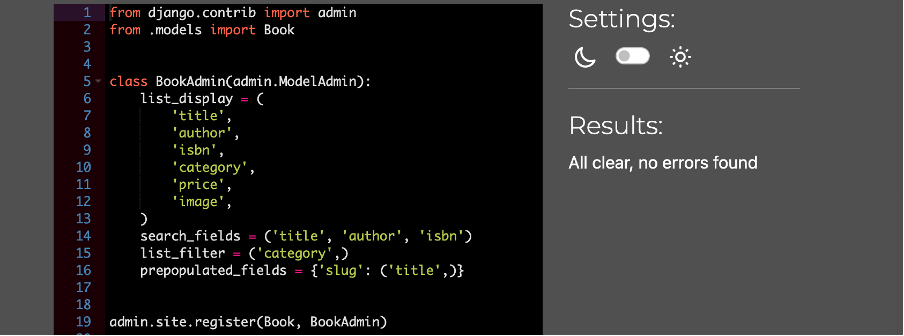 1 from django.contrib import admin
2 from .models import Book
3
4
5 class BookAdmin(admin.ModelAdmin):
6     list_display = (
7         'title',
8         'author',
9         'isbn',
10         'category',
11         'price',
12         'image',
13     )
14     search_fields = ('title', 'author', 'isbn')
15     list_filter = ('category',)
16     prepopulated_fields = {'slug': ('title',)}
17
18
19 admin.site.register(Book, BookAdmin)
Settings:
Results:
All clear, no errors found